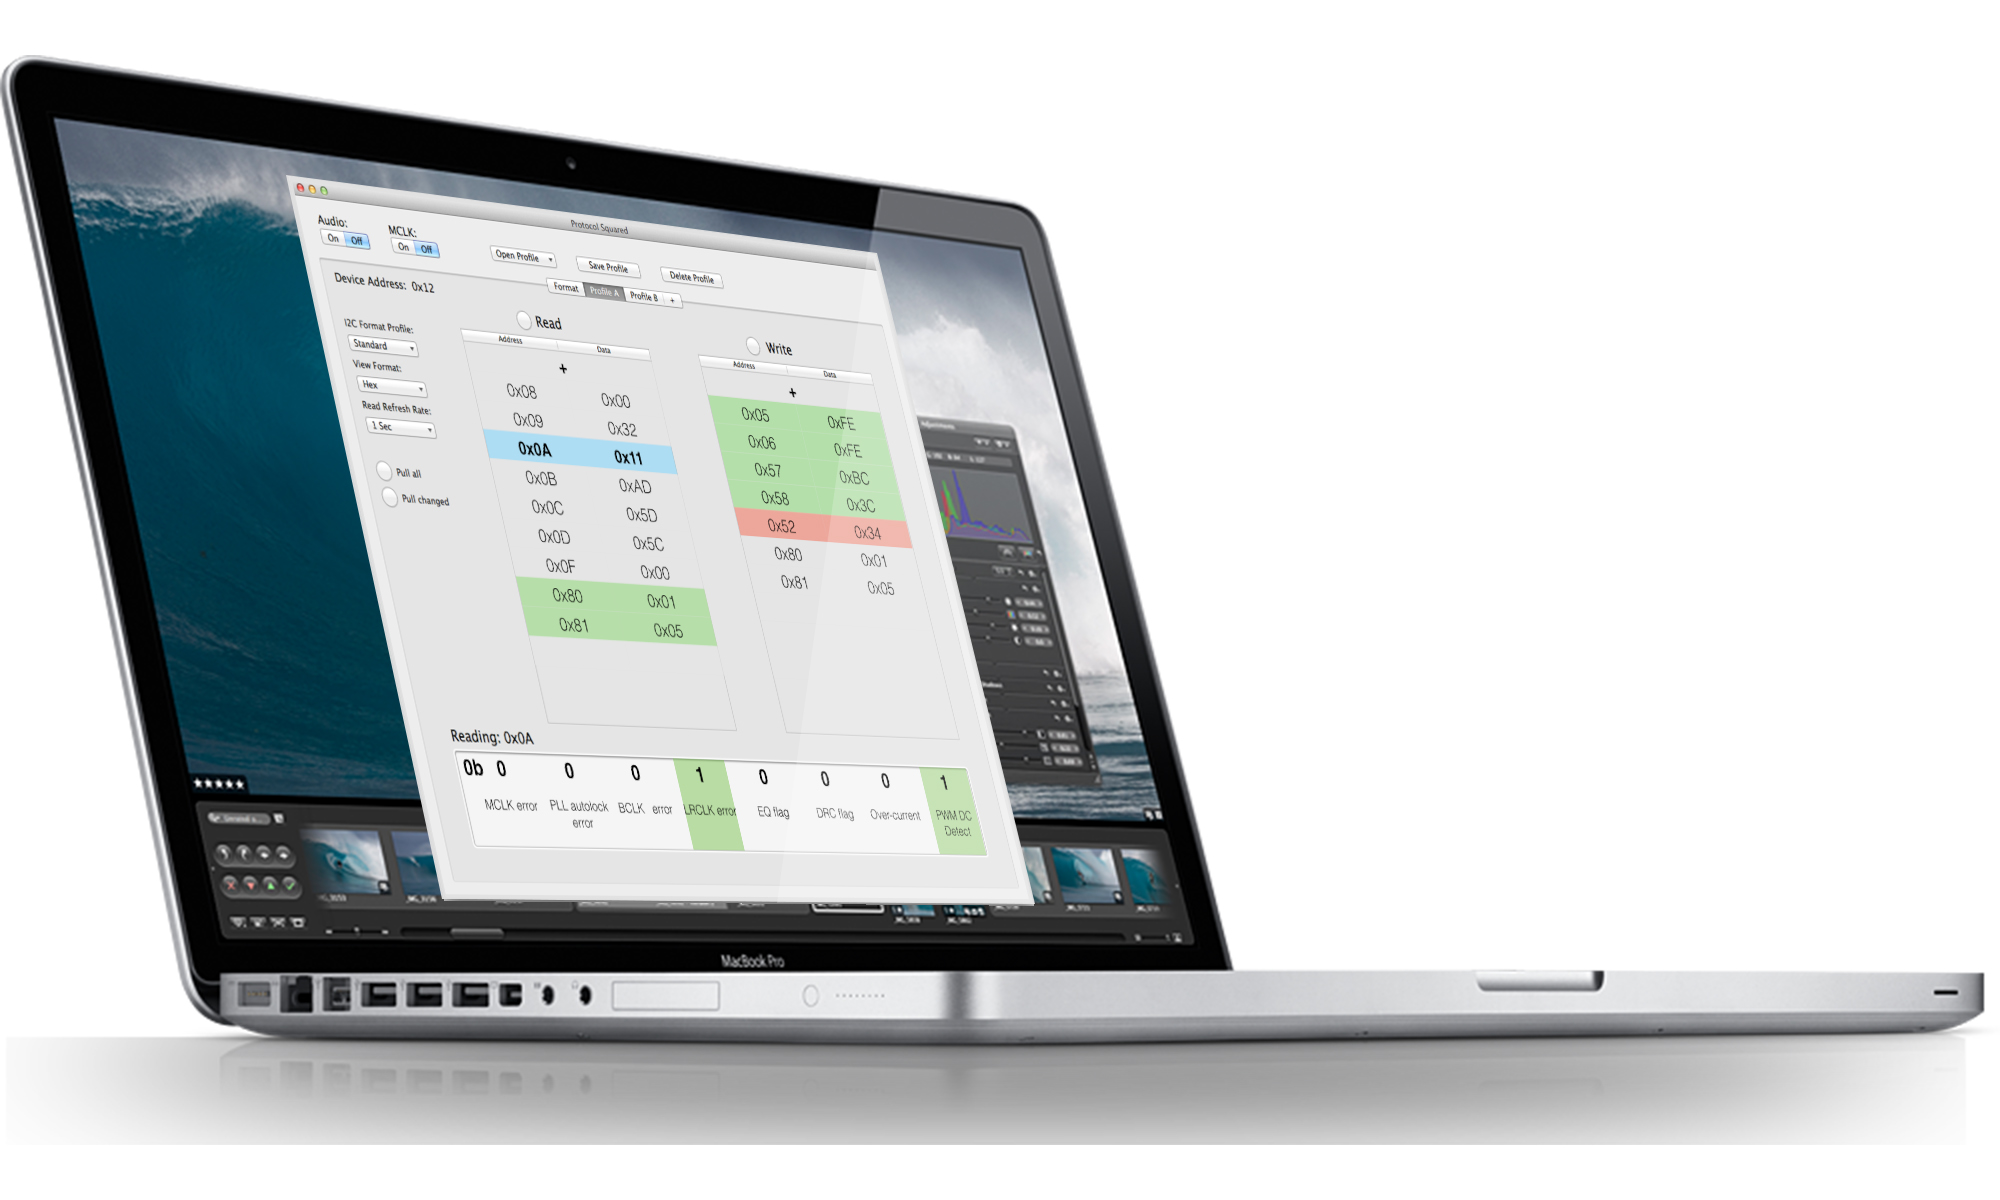 Protocol Squared
Audio:
On Off
MCLK:
On Off
Open Profile
Save Profile
Delete Profile
Device Address: 0x12
Format Profile A Profile B +
I2C Format Profile:
Standard
View Format:
Hex
Read Refresh Rate:
1 Sec
Pull all
Pull changed
Read
Address Data
+
0x08 0x00
0x09 0x32
0x0A 0x11
0x0B 0xAD
0x0C 0x5D
0x0D 0x5C
0x0F 0x00
0x80 0x01
0x81 0x05
Write
Address Data
+
0x05 0xFE
0x06 0xFE
0x57 0xBC
0x58 0x3C
0x52 0x34
0x80 0x01
0x81 0x05
Reading: 0x0A
0b 0 0 0 1 0 0 0 1
MCLK error
PLL autolock
error
BCLK error
LRCLK error
EQ flag
DRC flag
Over-current
PWM DC
Detect
Adjustments
MacBook Pro